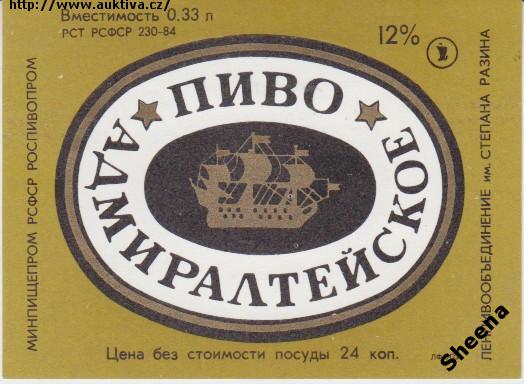 http://www.auktiva.cz/
Вместимость 0.33 л
РСТ РСФСР 230-84
12%
ПИВО
АДМИРАЛТЕЙСКОЕ
МИНПИЩЕПРОМ РСФСР РОСПИВОПРОМ
ИМ. СТЕПАНА РАЗИНА
Цена без стоимости посуды 24 коп.
Sheena